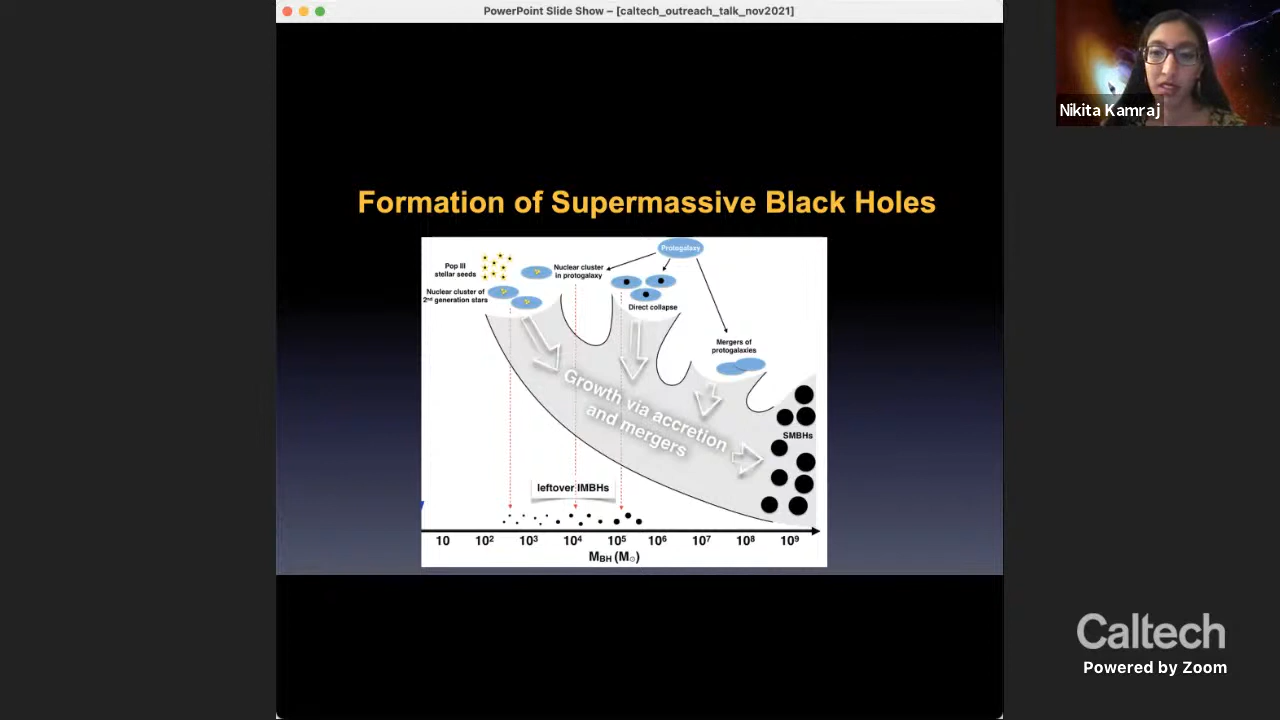 PowerPoint Slide Show – [caltech_outreach_talk_nov2021]
Nikita Kamraj
Formation of Supermassive Black Holes
Protogalaxy
Pop III
stellar seeds
Nuclear cluster
in protogalaxy
Nuclear cluster of
2nd generation stars
Direct collapse
Mergers of
protogalaxies
Growth via accretion
and mergers
SMBHs
leftover IMBHs
10 10² 10³ 10⁴ 10⁵ 10⁶ 10⁷ 10⁸ 10⁹
MBH (M☉)
Caltech
Powered by Zoom